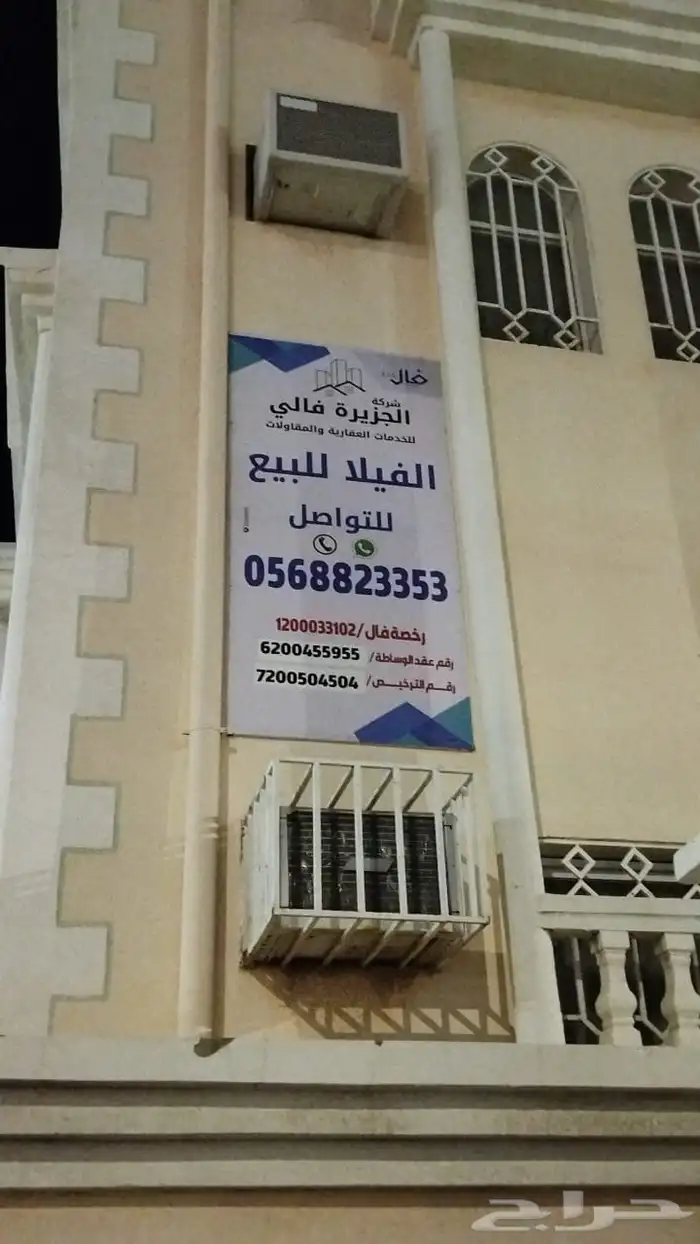 فال
شركة
الجزيرة فالي
للخدمات العقارية والمقاولات
الفيلا للبيع
للتواصل
0568823353
رخصة فال/1200033102
رقم عقد الوساطة/ 6200455955
رقم الترخيص/ 7200504504
حراج